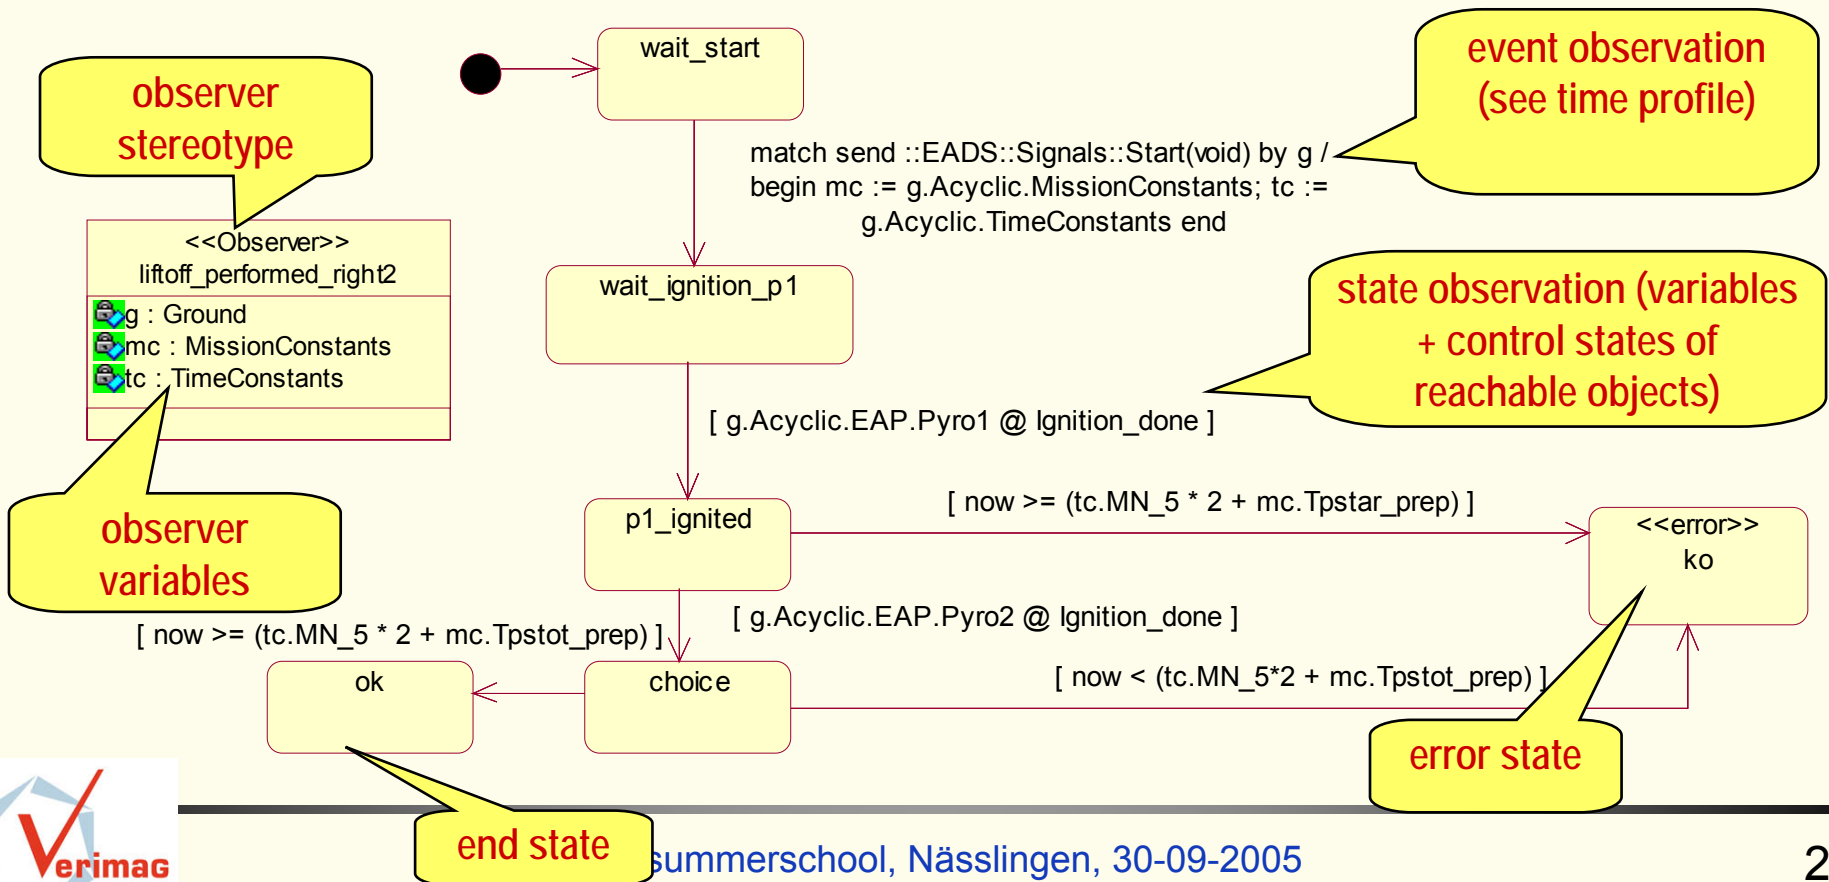 wait_start
event observation
(see time profile)
observer
stereotype
match send ::EADS::Signals::Start(void) by g /
begin mc := g.Acyclic.MissionConstants; tc :=
g.Acyclic.TimeConstants end
<<Observer>>
liftoff_performed_right2
g : Ground
mc : MissionConstants
tc : TimeConstants
wait_ignition_p1
state observation (variables
+ control states of
reachable objects)
[ g.Acyclic.EAP.Pyro1 @ Ignition_done ]
observer
variables
p1_ignited
[ now >= (tc.MN_5 * 2 + mc.Tpstar_prep) ]
<<error>>
ko
[ now >= (tc.MN_5 * 2 + mc.Tpstot_prep) ]
[ g.Acyclic.EAP.Pyro2 @ Ignition_done ]
ok
choice
[ now < (tc.MN_5*2 + mc.Tpstot_prep) ]
error state
end state
Verimag
summerschool, Nässlingen, 30-09-2005
2